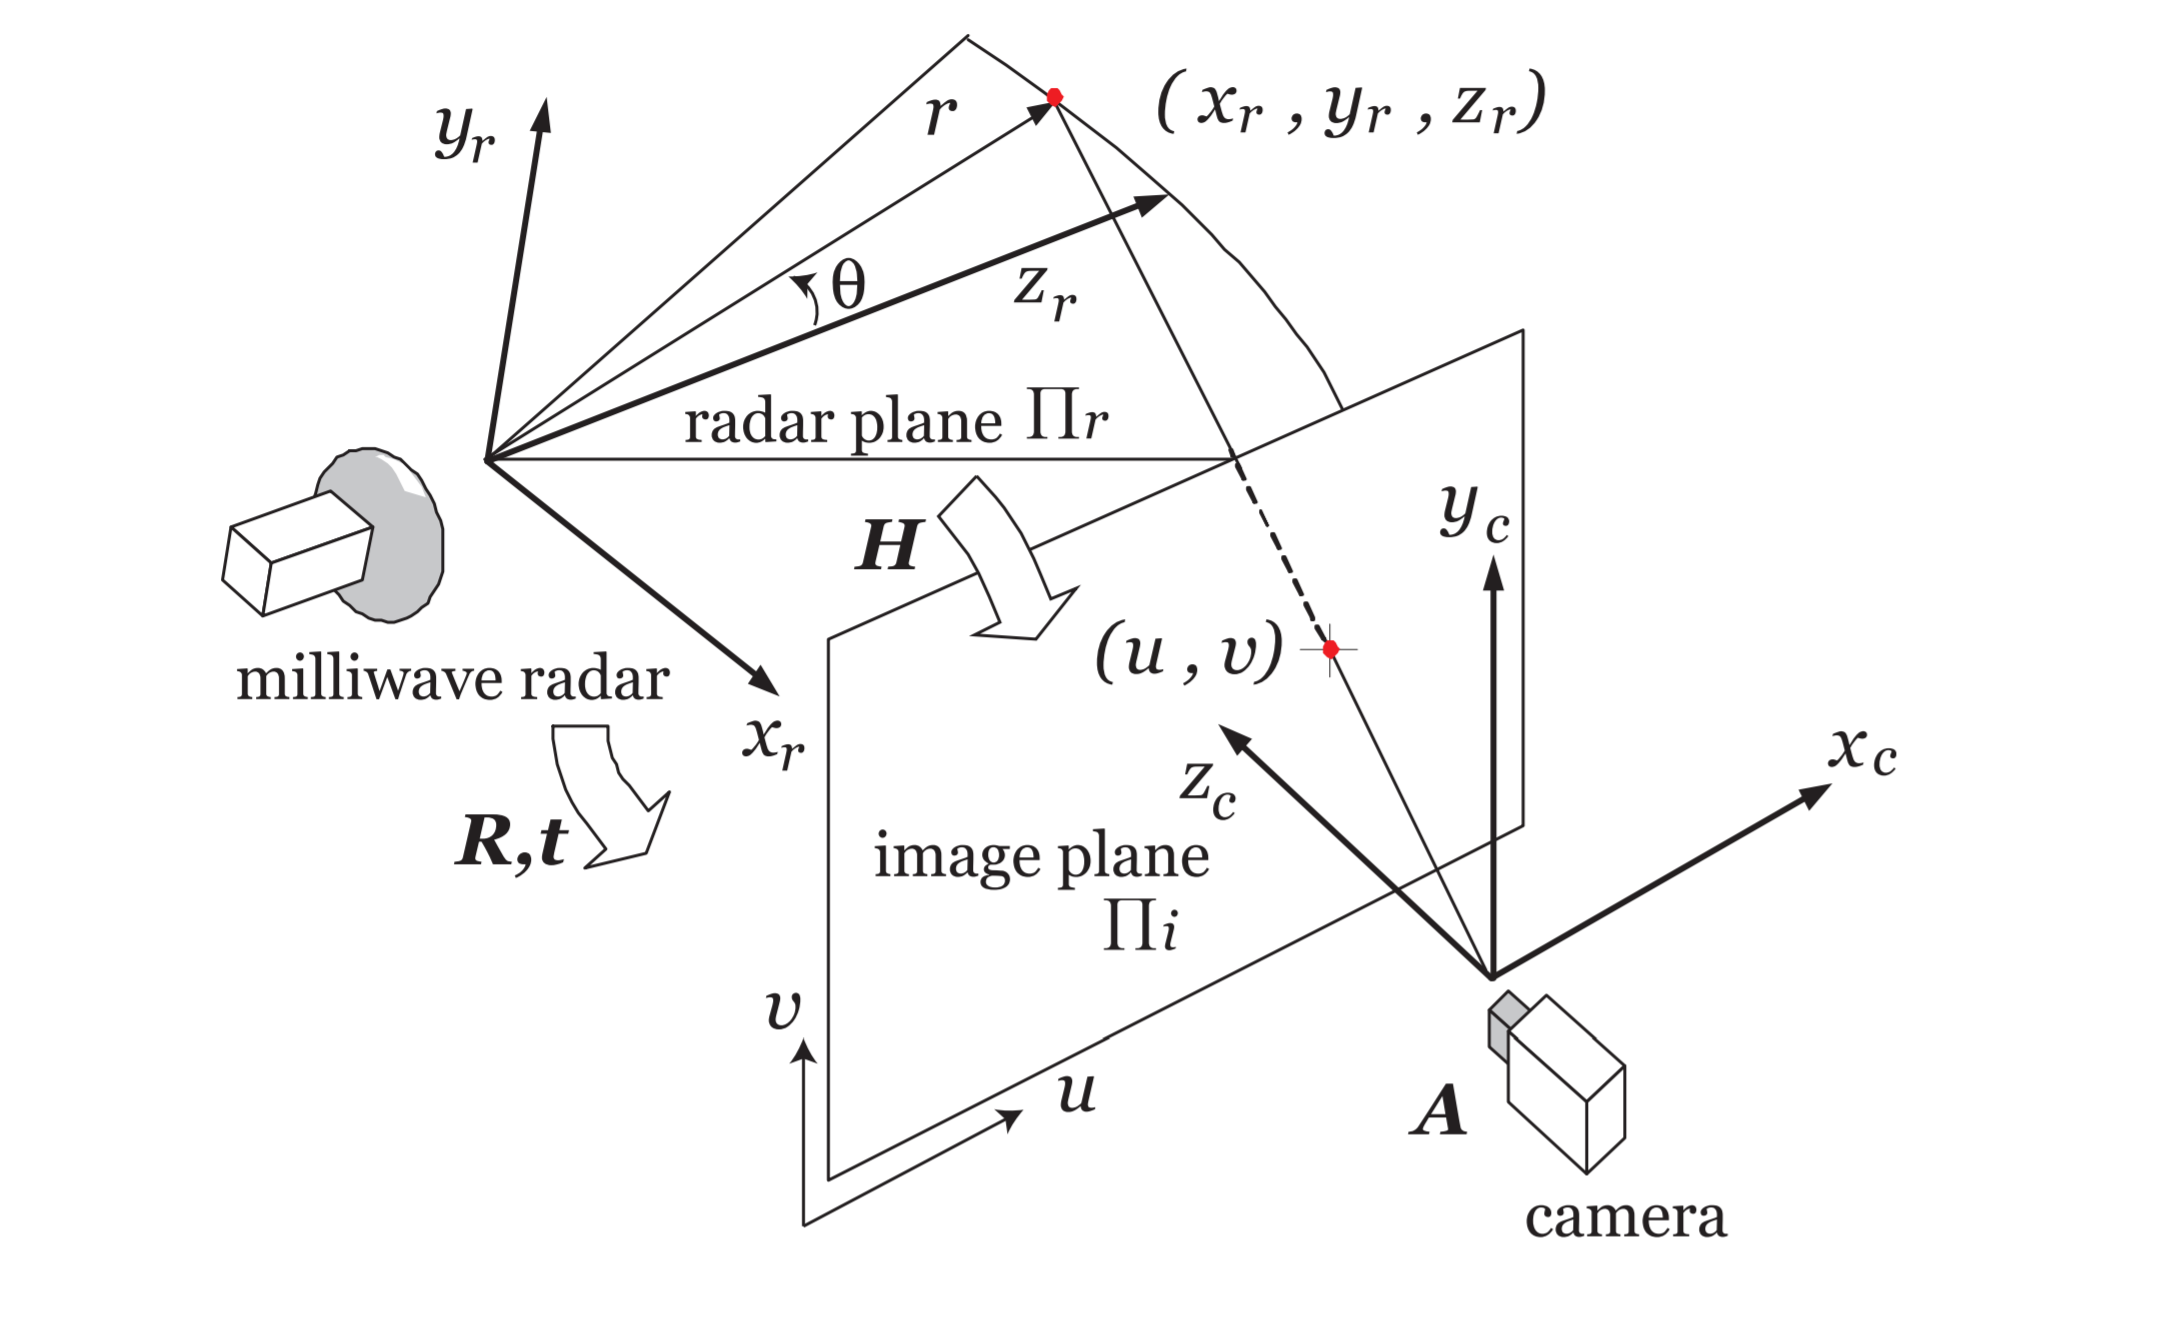 (xr , yr , zr)
r
yr
θ
zr
radar plane Πr
H
yc
(u , v)
milliwave radar
xr
zc
xc
R,t
image plane
Πi
v
u
A
camera